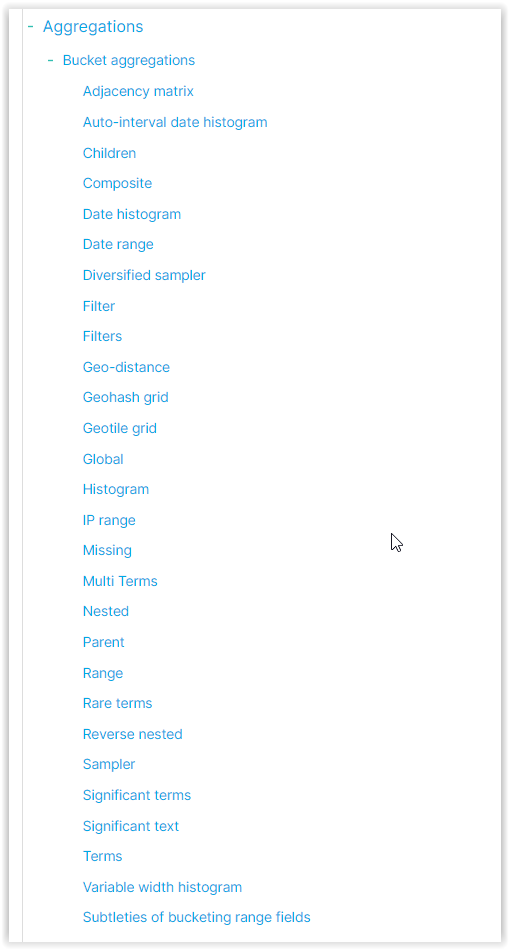 - Aggregations
- Bucket aggregations
Adjacency matrix
Auto-interval date histogram
Children
Composite
Date histogram
Date range
Diversified sampler
Filter
Filters
Geo-distance
Geohash grid
Geotile grid
Global
Histogram
IP range
Missing
Multi Terms
Nested
Parent
Range
Rare terms
Reverse nested
Sampler
Significant terms
Significant text
Terms
Variable width histogram
Subtleties of bucketing range fields